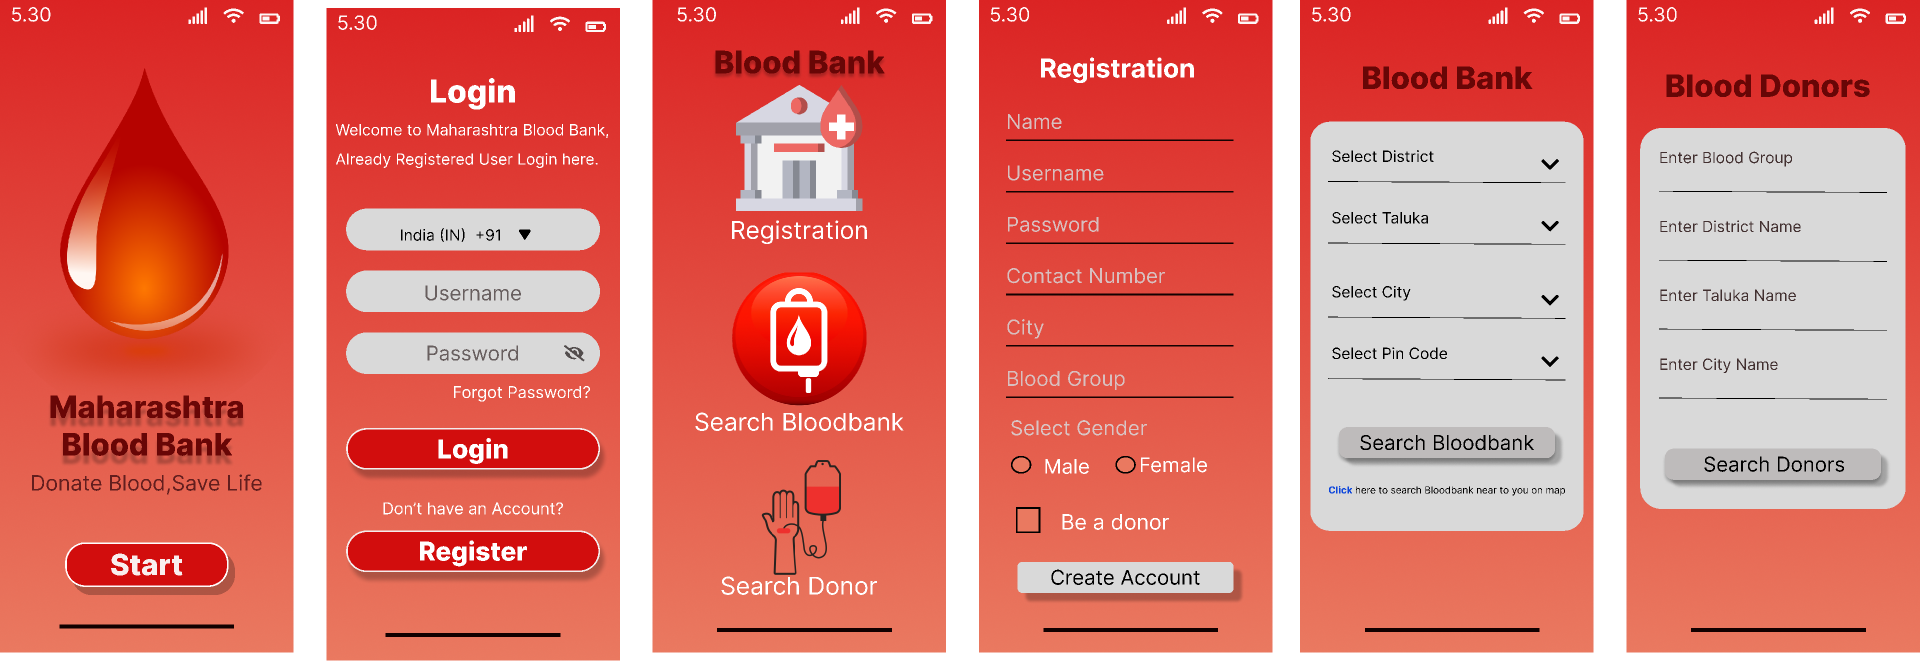 5.30
Maharashtra
Blood Bank
Donate Blood,Save Life
Start
5.30
Login
Welcome to Maharashtra Blood Bank,
Already Registered User Login here.
India (IN) +91
Username
Password
Forgot Password?
Login
Don't have an Account?
Register
5.30
Blood Bank
Registration
Search Bloodbank
Search Donor
5.30
Registration
Name
Username
Password
Contact Number
City
Blood Group
Select Gender
Male Female
Be a donor
Create Account
5.30
Blood Bank
Select District
Select Taluka
Select City
Select Pin Code
Search Bloodbank
Click here to search Bloodbank near to you on map
5.30
Blood Donors
Enter Blood Group
Enter District Name
Enter Taluka Name
Enter City Name
Search Donors